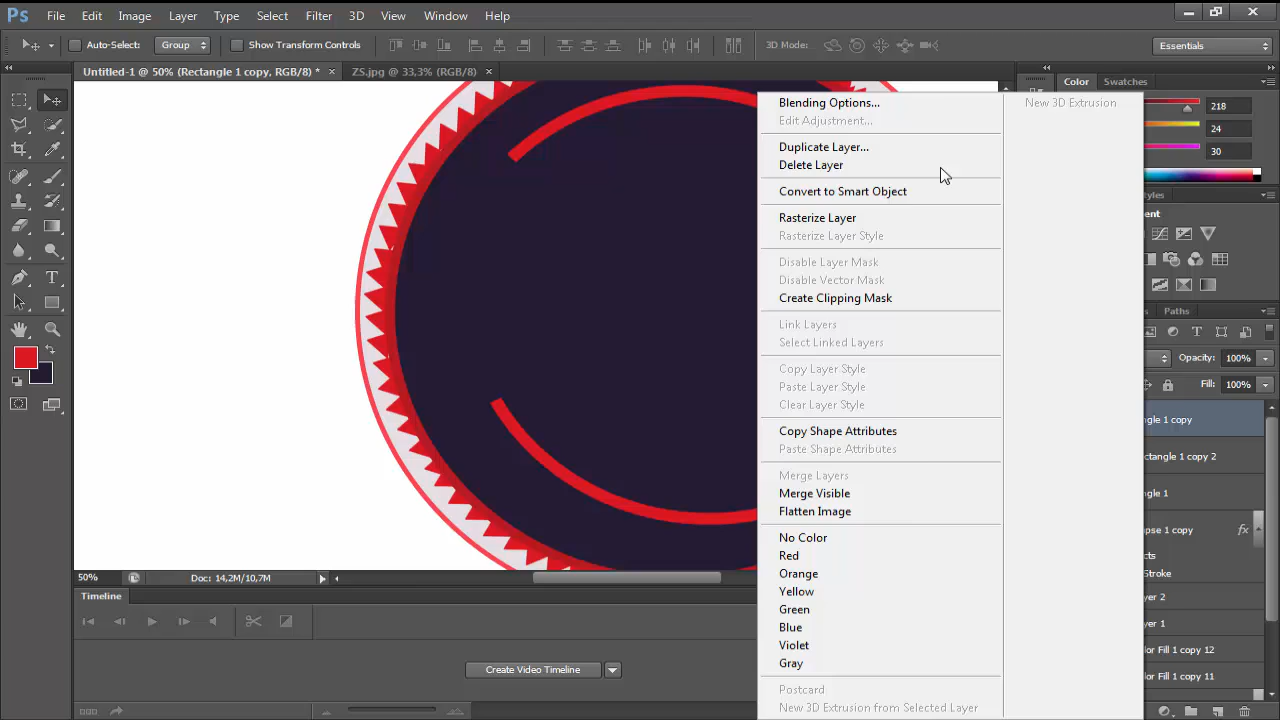 Ps File Edit Image Layer Type Select Filter 3D View Window Help
Auto-Select: Group Show Transform Controls 3D Mode: Essentials
Untitled-1 @ 50% (Rectangle 1 copy, RGB/8) * × ZS.jpg @ 33,3% (RGB/8) ×
Color Swatches
218
24
30
Blending Options...
Edit Adjustment...
Duplicate Layer...
Delete Layer
Convert to Smart Object
Rasterize Layer
Rasterize Layer Style
Disable Layer Mask
Disable Vector Mask
Create Clipping Mask
Link Layers
Select Linked Layers
Copy Layer Style
Paste Layer Style
Clear Layer Style
Copy Shape Attributes
Paste Shape Attributes
Merge Layers
Merge Visible
Flatten Image
No Color
Red
Orange
Yellow
Green
Blue
Violet
Gray
Postcard
New 3D Extrusion from Selected Layer
New 3D Extrusion
yles
ent
s Paths
Opacity: 100%
Fill: 100%
ngle 1 copy
ctangle 1 copy 2
ngle 1
pse 1 copy fx
cts
Stroke
yer 2
yer 1
lor Fill 1 copy 12
lor Fill 1 copy 11
50% Doc: 14,2M/10,7M
Timeline
Create Video Timeline